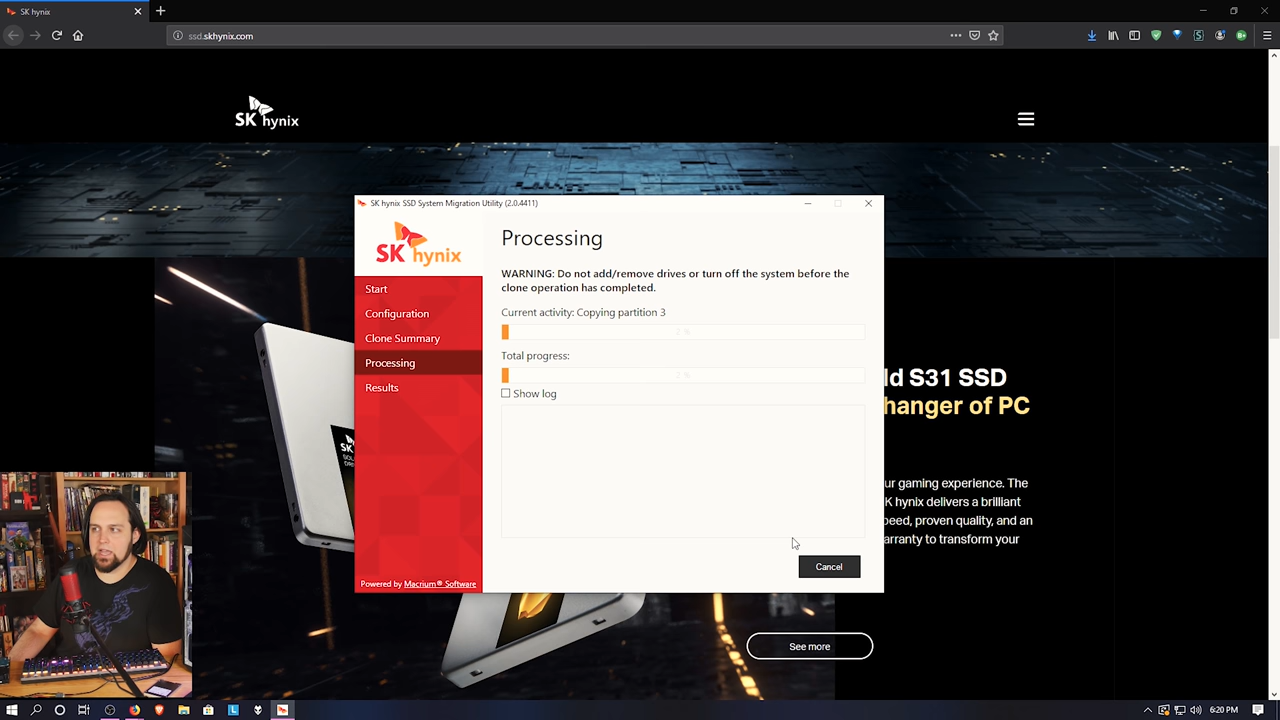 SK hynix
ssd.skhynix.com
SK hynix
SK hynix SSD System Migration Utility (2.0.4411)
SK hynix
Start
Configuration
Clone Summary
Processing
Results
Powered by Macrium® Software
Processing
WARNING: Do not add/remove drives or turn off the system before the
clone operation has completed.
Current activity: Copying partition 3
2 %
Total progress:
3 %
Show log
Cancel
ld S31 SSD
hanger of PC
ur gaming experience. The
K hynix delivers a brilliant
peed, proven quality, and an
arranty to transform your
See more
6:20 PM